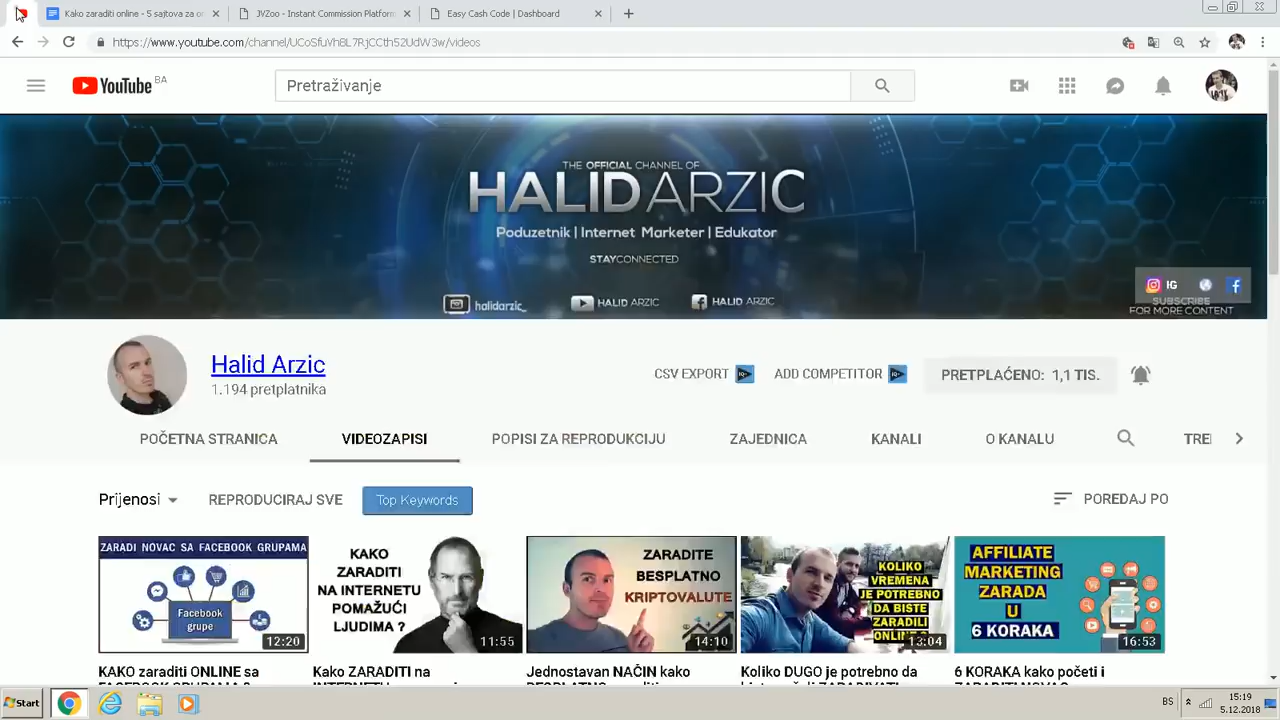 Kako zaraditi online - 5 sajtova za or
JVZoo - Instant Commission Platform
Easy Cash Code | Dashboard
https://www.youtube.com/channel/UCoSfuYh8L7RjCCth52UdW3w/videos
YouTube BA
Pretraživanje
THE OFFICIAL CHANNEL OF
HALID ARZIC
Poduzetnik | Internet Marketer | Edukator
STAYCONNECTED
halidarzic_
HALID ARZIC
HALID ARZIC
IG
SUBSCRIBE
FOR MORE CONTENT
Halid Arzic
1.194 pretplatnika
CSV EXPORT
ADD COMPETITOR
PRETPLAĆENO: 1,1 TIS.
POČETNA STRANICA
VIDEOZAPISI
POPISI ZA REPRODUKCIJU
ZAJEDNICA
KANALI
O KANALU
Prijenosi
REPRODUCIRAJ SVE
Top Keywords
POREDAJ PO
ZARADI NOVAC SA FACEBOOK GRUPAMA
Facebook
grupe
12:20
KAKO
ZARADITI
NA INTERNETU
POMAŽUĆI
LJUDIMA ?
11:55
ZARADITE
BESPLATNO
KRIPTOVALUTE
14:10
KOLIKO
VREMENA
JE POTREBNO
DA BISTE
ZARADILI
ONLINE ?
13:04
AFFILIATE
MARKETING
ZARADA
U
6 KORAKA
16:53
KAKO zaraditi ONLINE sa
Kako ZARADITI na
Jednostavan NAČIN kako
Koliko DUGO je potrebno da
6 KORAKA kako početi i
Start
BS
15:19
5.12.2018